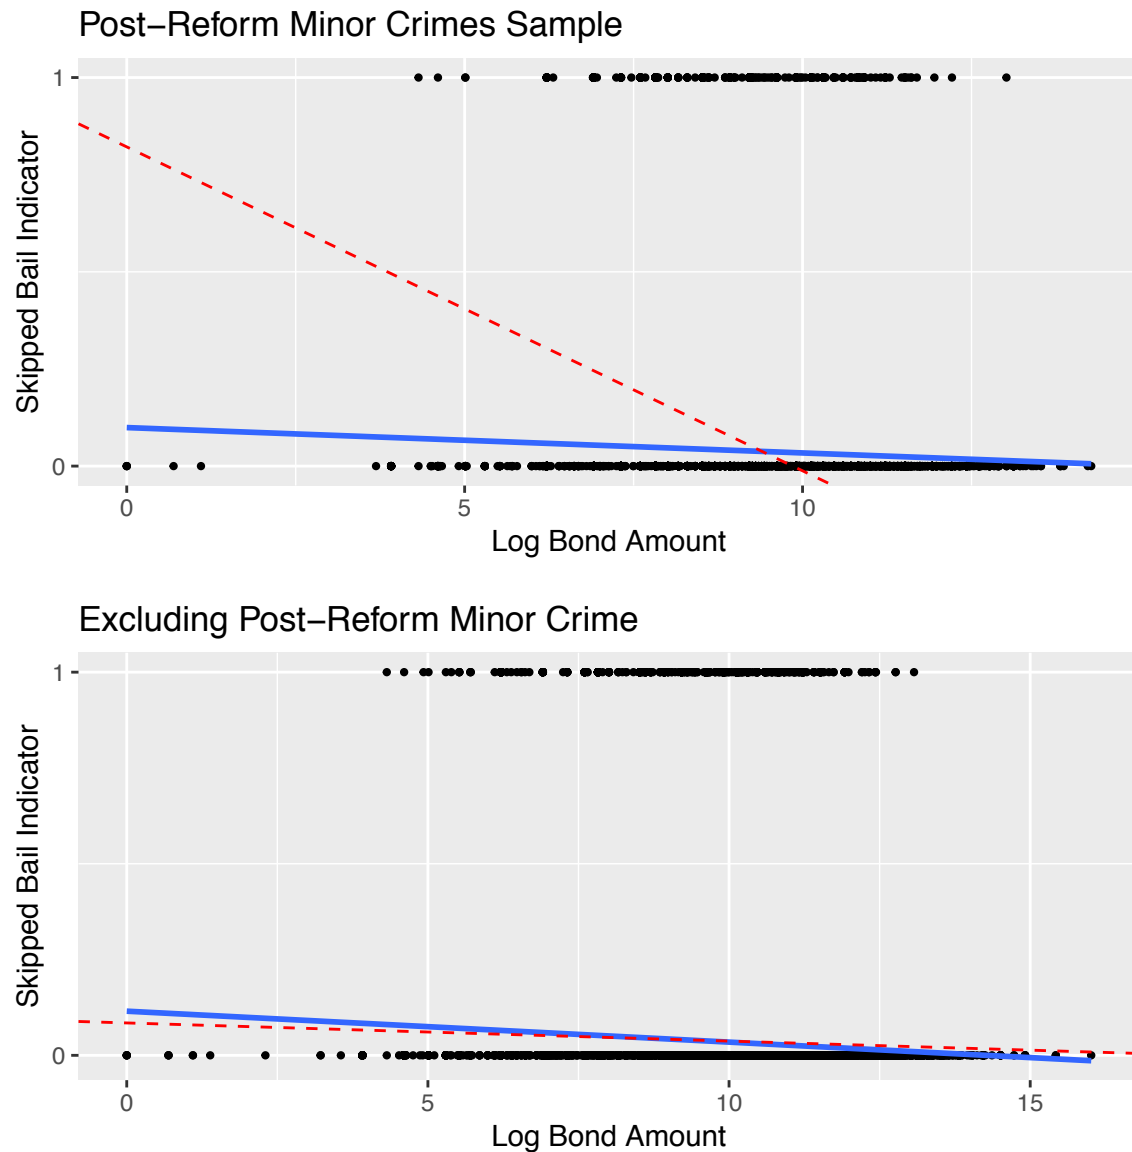 Post−Reform Minor Crimes Sample
1
Skipped Bail Indicator
0
0 5 10
Log Bond Amount
Excluding Post−Reform Minor Crime
1
Skipped Bail Indicator
0
0 5 10 15
Log Bond Amount